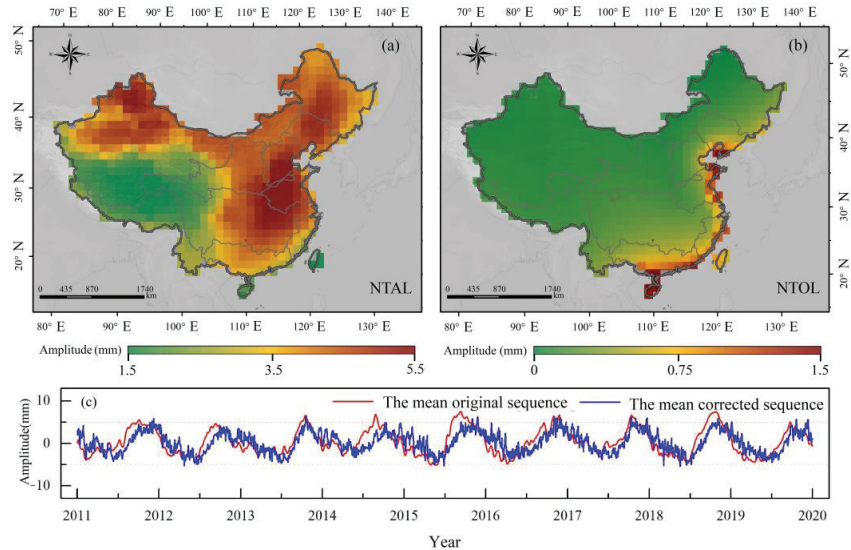 70° E 80° E 90° E 100° E 110° E 120° E 130° E 140° E
70° E 80° E 90° E 100° E 110° E 120° E 130° E 140° E
50° N
40° N
30° N
20° N
(a)
0 435 870 1740
km
NTAL
50° N
40° N
30° N
20° N
(b)
0 435 870 1740
km
NTOL
80° E 90° E 100° E 110° E 120° E 130° E
80° E 90° E 100° E 110° E 120° E 130° E
Amplitude (mm)
1.5 3.5 5.5
Amplitude (mm)
0 0.75 1.5
(c)
The mean original sequence
The mean corrected sequence
Amplitude(mm)
10
0
-10
2011 2012 2013 2014 2015 2016 2017 2018 2019 2020
Year